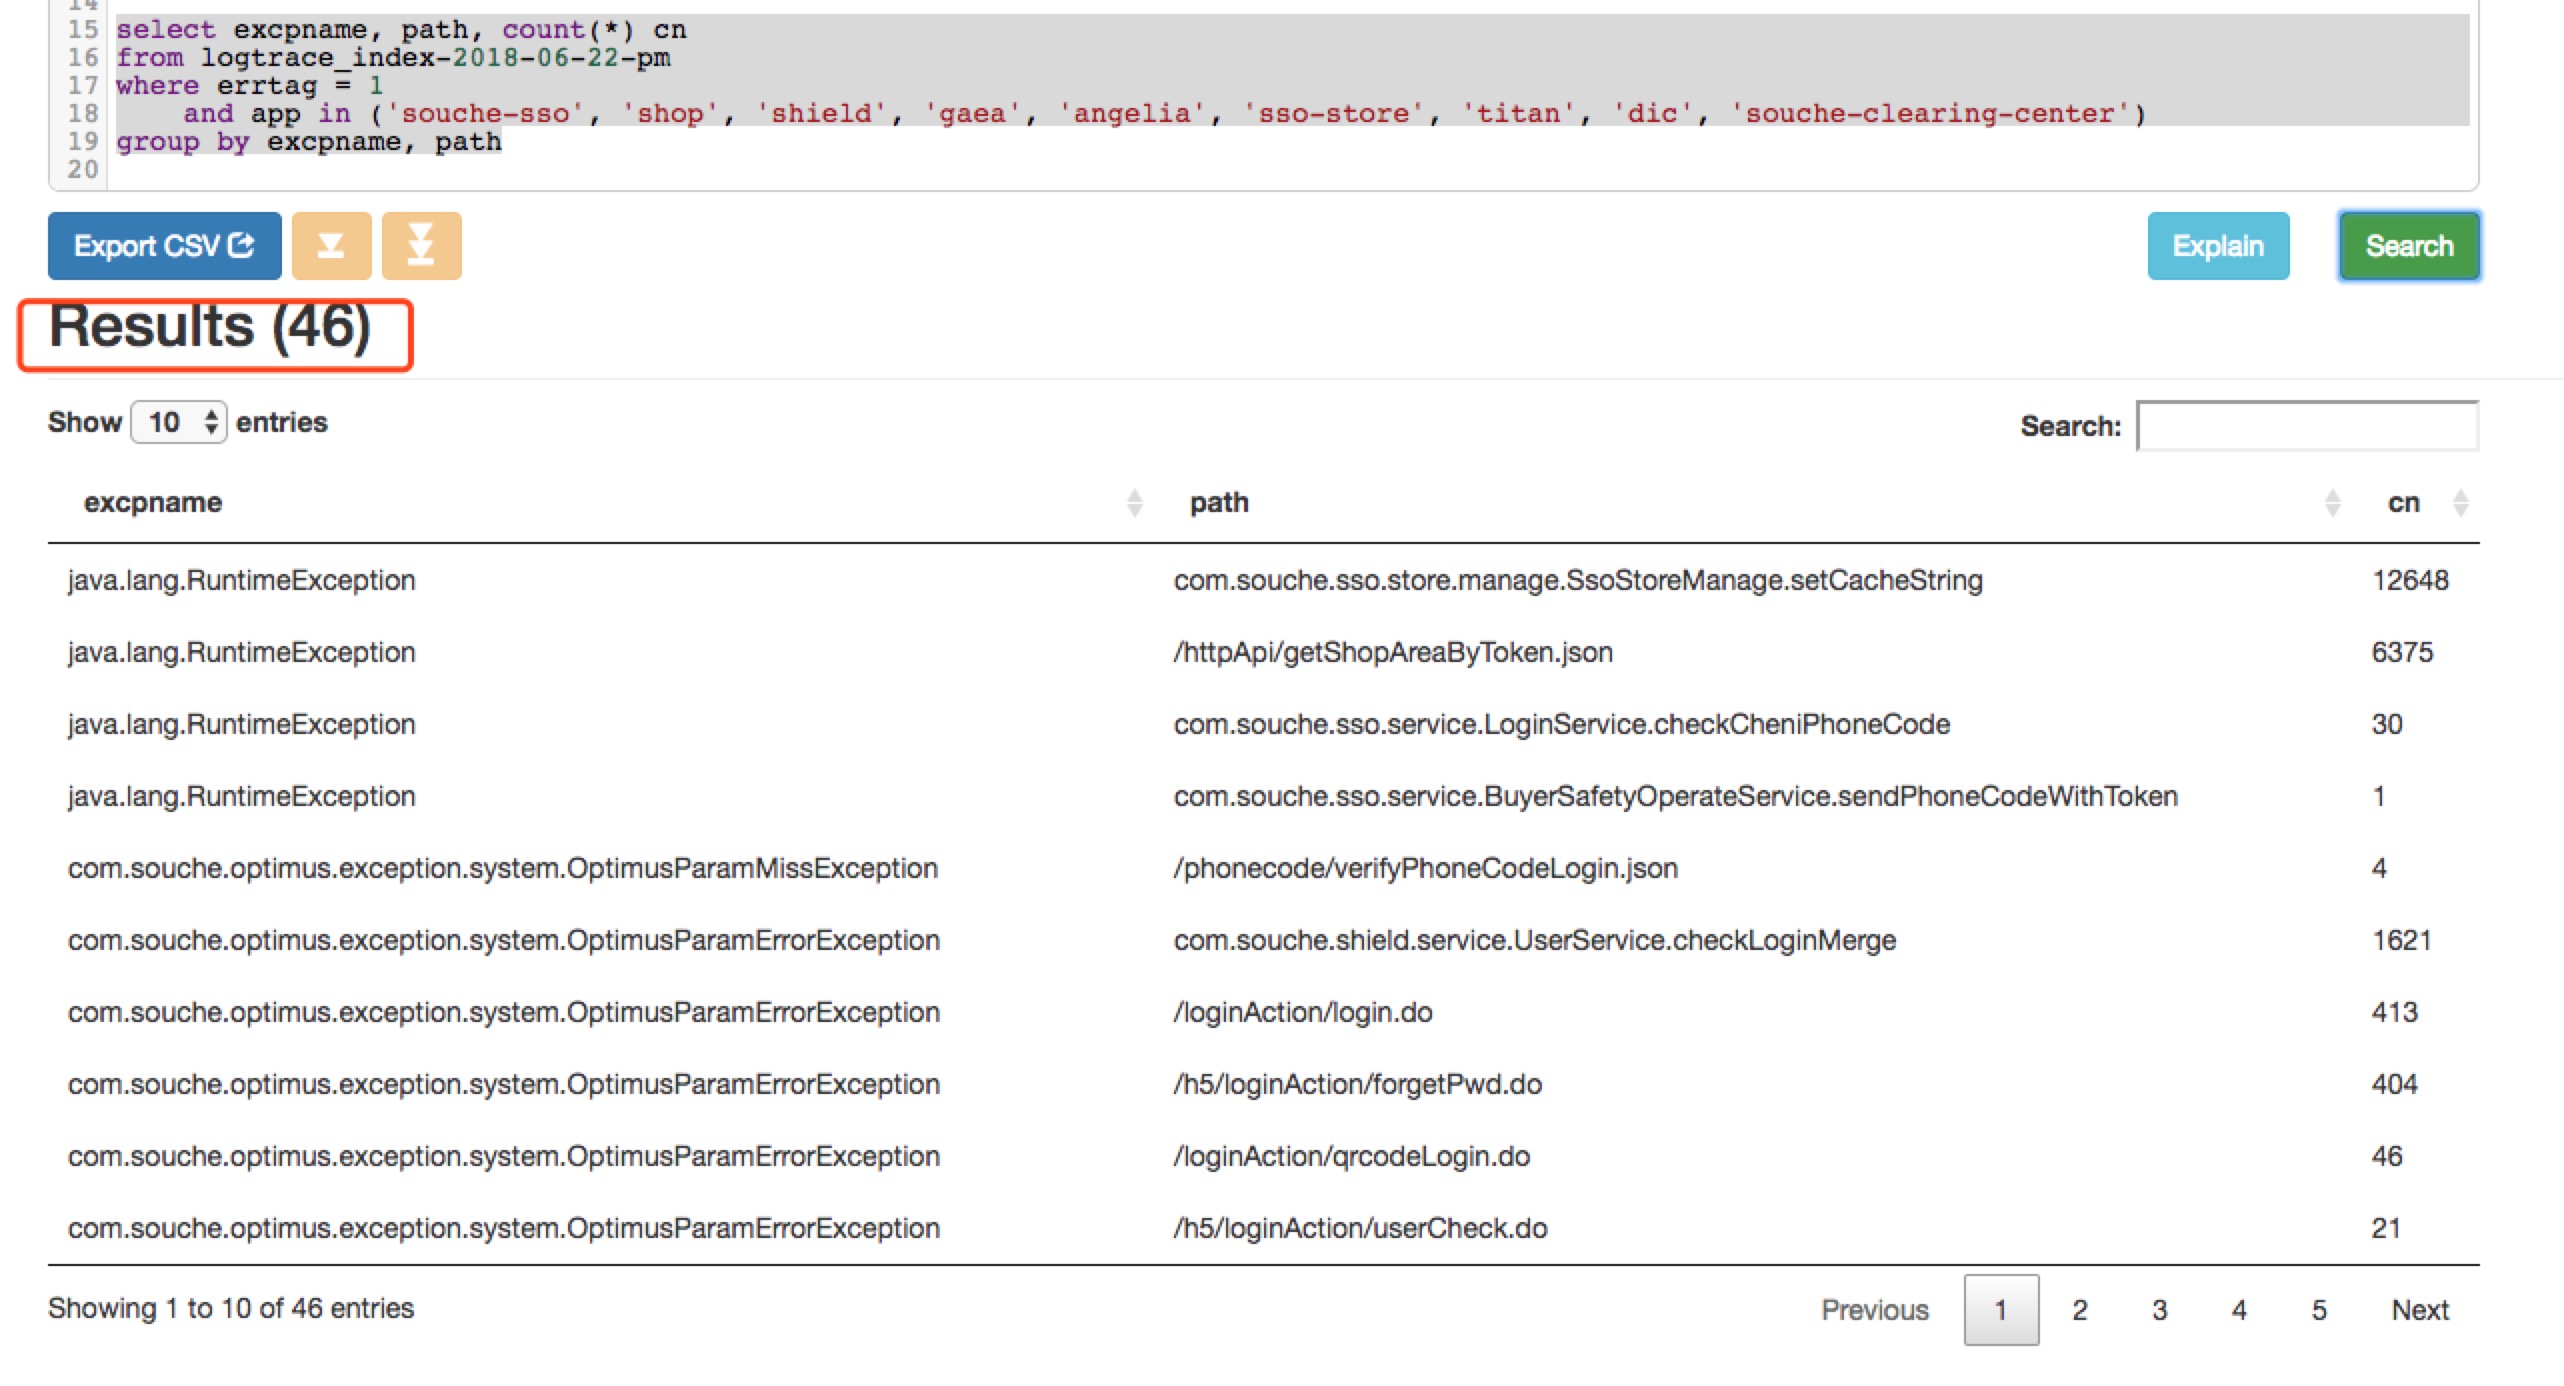 14
15 select excpname, path, count(*) cn
16 from logtrace_index-2018-06-22-pm
17 where errtag = 1
18     and app in ('souche-sso', 'shop', 'shield', 'gaea', 'angelia', 'sso-store', 'titan', 'dic', 'souche-clearing-center')
19 group by excpname, path
20
Export CSV Explain Search
Results (46)
Show 10 entries Search:
excpname path cn
java.lang.RuntimeException com.souche.sso.store.manage.SsoStoreManage.setCacheString 12648
java.lang.RuntimeException /httpApi/getShopAreaByToken.json 6375
java.lang.RuntimeException com.souche.sso.service.LoginService.checkCheniPhoneCode 30
java.lang.RuntimeException com.souche.sso.service.BuyerSafetyOperateService.sendPhoneCodeWithToken 1
com.souche.optimus.exception.system.OptimusParamMissException /phonecode/verifyPhoneCodeLogin.json 4
com.souche.optimus.exception.system.OptimusParamErrorException com.souche.shield.service.UserService.checkLoginMerge 1621
com.souche.optimus.exception.system.OptimusParamErrorException /loginAction/login.do 413
com.souche.optimus.exception.system.OptimusParamErrorException /h5/loginAction/forgetPwd.do 404
com.souche.optimus.exception.system.OptimusParamErrorException /loginAction/qrcodeLogin.do 46
com.souche.optimus.exception.system.OptimusParamErrorException /h5/loginAction/userCheck.do 21
Showing 1 to 10 of 46 entries Previous 1 2 3 4 5 Next